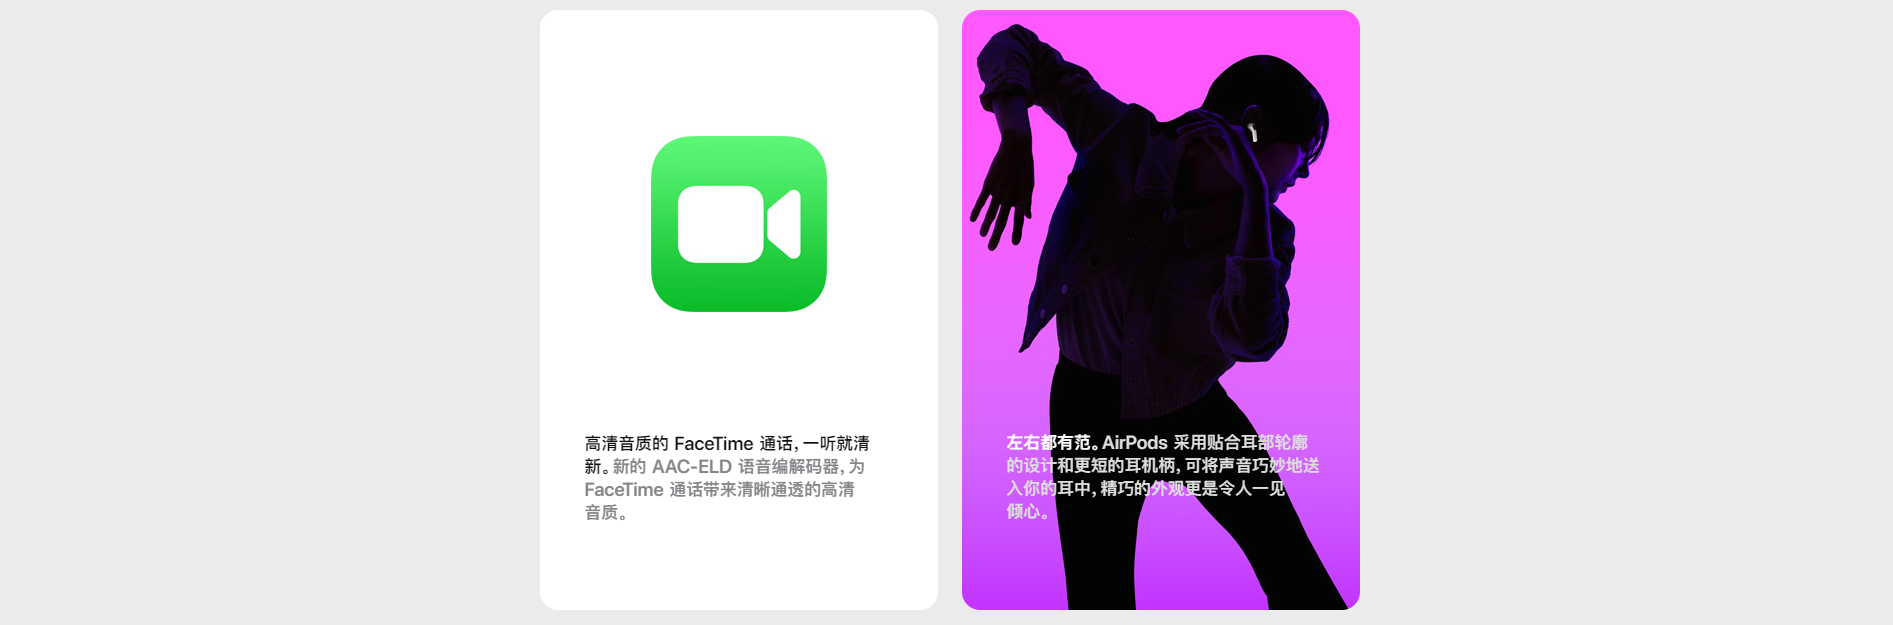 高清音质的 FaceTime 通话，一听就清
新。新的 AAC-ELD 语音编解码器，为
FaceTime 通话带来清晰通透的高清
音质。
左右都有范。AirPods 采用贴合耳部轮廓
的设计和更短的耳机柄，可将声音巧妙地送
入你的耳中，精巧的外观更是令人一见
倾心。